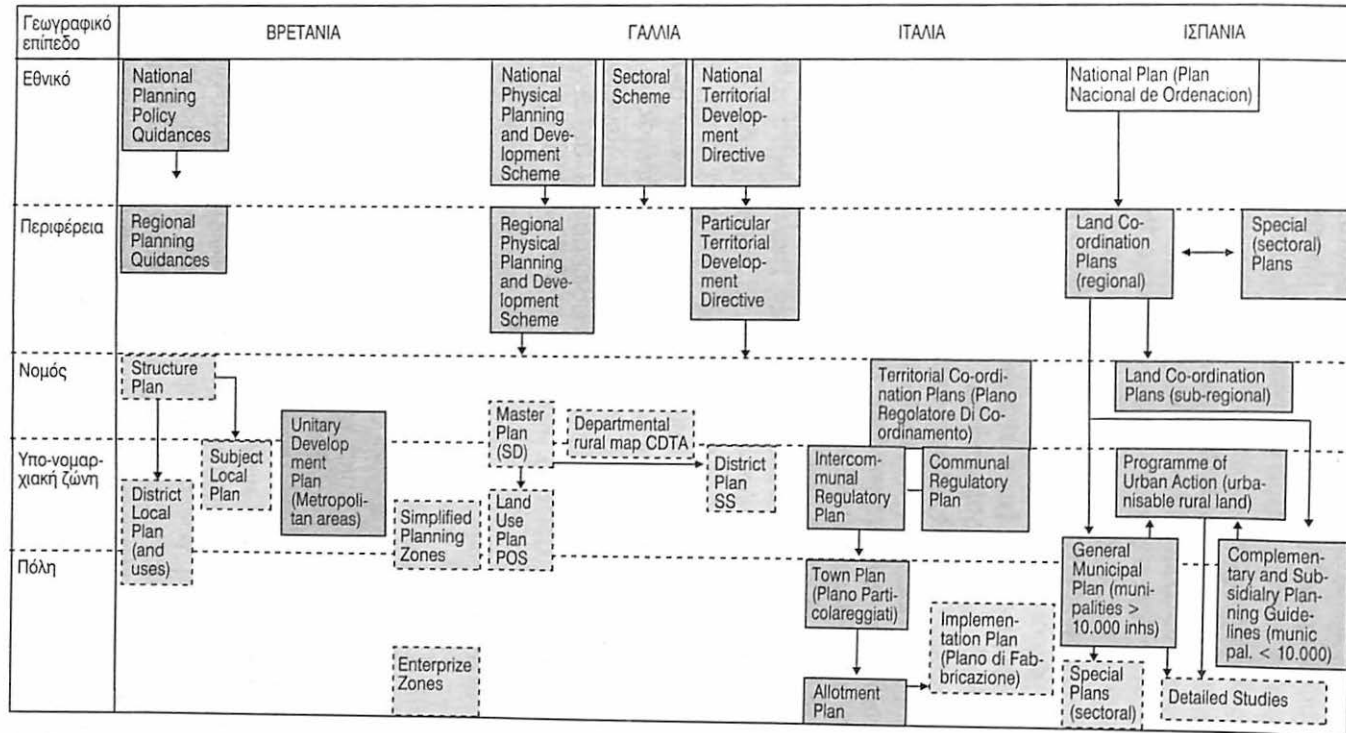 Γεωγραφικό
επίπεδο
ΒΡΕΤΑΝΙΑ
ΓΑΛΛΙΑ
ΙΤΑΛΙΑ
ΙΣΠΑΝΙΑ
Εθνικό
National
Planning
Policy
Quidances
National
Physical
Planning
and Deve-
lopment
Scheme
Sectoral
Scheme
National
Territorial
Develop-
ment
Directive
National Plan (Plan
Nacional de Ordenacion)
Περιφέρεια
Regional
Planning
Quidances
Regional
Physical
Planning
and Deve-
lopment
Scheme
Particular
Territorial
Develop-
ment
Directive
Land Co-
ordination
Plans
(regional)
Special
(sectoral)
Plans
Νομός
Structure
Plan
Unitary
Develop
ment
Plan
(Metropoli-
tan areas)
Master
Plan
(SD)
Departmental
rural map CDTA
Territorial Co-ordi-
nation Plans (Plano
Regolatore Di Co-
ordinamento)
Land Co-ordination
Plans (sub-regional)
Υπο-νομαρ-
χιακή ζώνη
District
Local
Plan
(and
uses)
Subject
Local
Plan
Simplified
Planning
Zones
Land
Use
Plan
POS
District
Plan
SS
Intercom-
munal
Regulatory
Plan
Communal
Regulatory
Plan
Programme of
Urban Action (urba-
nisable rural land)
Πόλη
Enterprize
Zones
Town Plan
(Plano Parti-
colareggiati)
Implemen-
tation Plan
(Plano di Fab-
bricazione)
Allotment
Plan
General
Municipal
Plan (muni-
palities >
10.000 inhs)
Complemen-
tary and Sub-
sidialry Plan-
ning Guide-
lines (munic
pal. < 10.000)
Special
Plans
(sectoral)
Detailed Studies